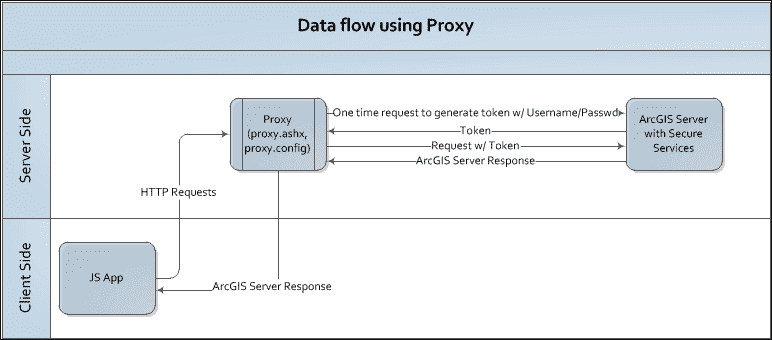 Data flow using Proxy
Server Side
Proxy
(proxy.ashx,
proxy.config)
One time request to generate token w/ Username/Passwd
Token
Request w/ Token
ArcGIS Server Response
ArcGIS Server
with Secure
Services
HTTP Requests
Client Side
JS App
ArcGIS Server Response